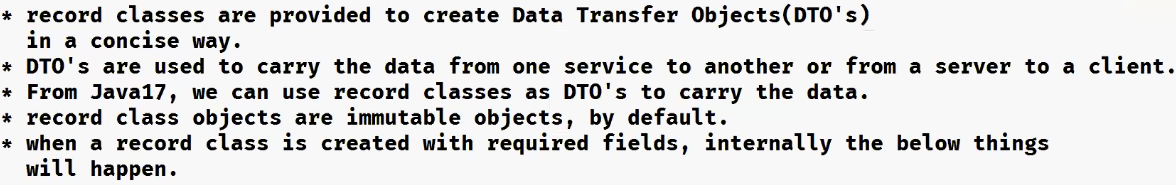 * record classes are provided to create Data Transfer Objects(DTO's)
in a concise way.
* DTO's are used to carry the data from one service to another or from a server to a client.
* From Java17, we can use record classes as DTO's to carry the data.
* record class objects are immutable objects, by default.
* when a record class is created with required fields, internally the below things
will happen.